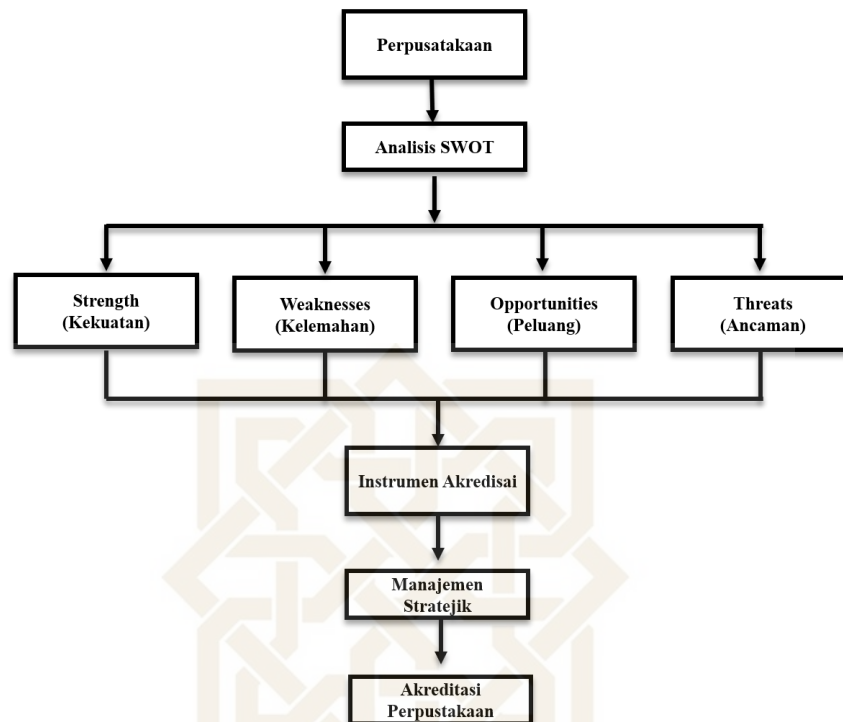 Perpusatakaan
Analisis SWOT
Strength
(Kekuatan)
Weaknesses
(Kelemahan)
Opportunities
(Peluang)
Threats
(Ancaman)
Instrumen Akredisai
Manajemen
Stratejik
Akreditasi
Perpustakaan